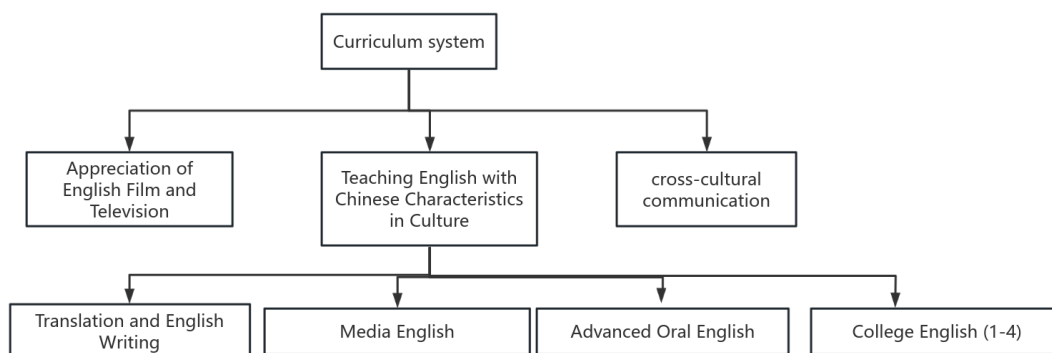 Curriculum system
Appreciation of
English Film and
Television
Teaching English with
Chinese Characteristics
in Culture
cross-cultural
communication
Translation and English
Writing
Media English
Advanced Oral English
College English (1-4)